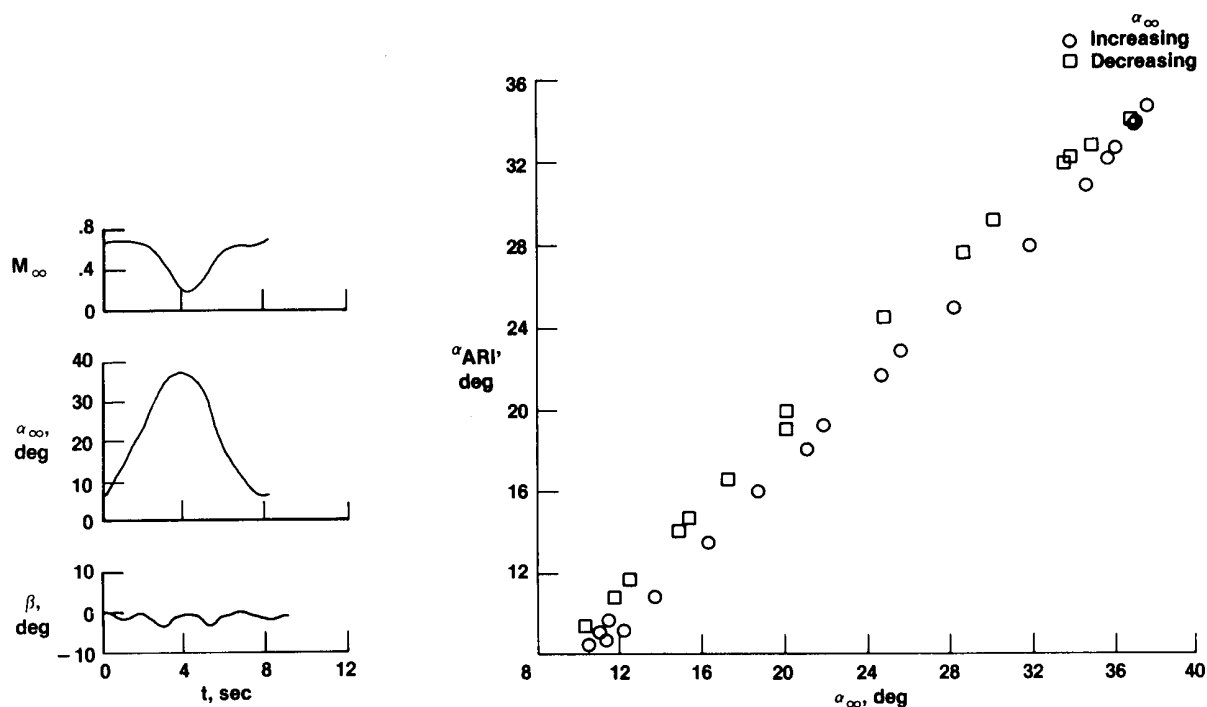 .8
M∞ .4
0
40
30
α∞, deg 20
10
0
10
β, deg 0
−10
0 4 8 12
t, sec
α∞
Increasing
Decreasing
36
32
28
24
αARI, deg
20
16
12
8 12 16 20 24 28 32 36 40
α∞, deg